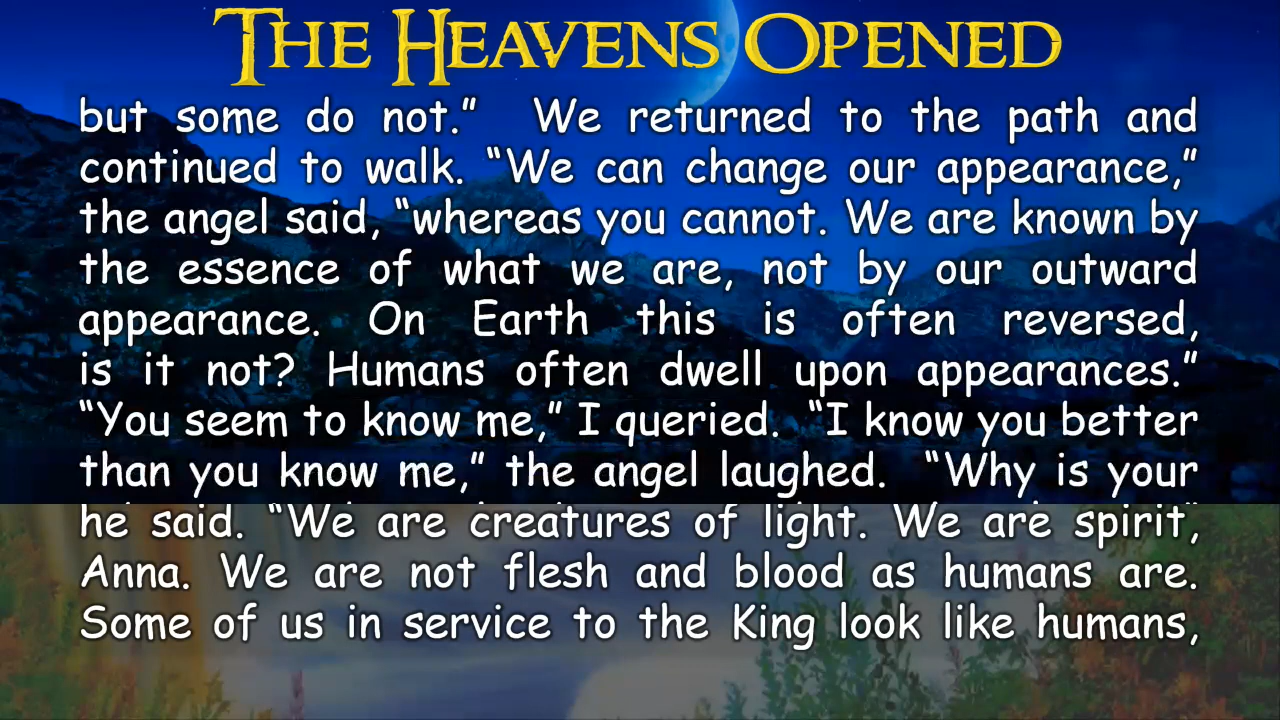 THE HEAVENS OPENED
but some do not.” We returned to the path and
continued to walk. “We can change our appearance,”
the angel said, “whereas you cannot. We are known by
the essence of what we are, not by our outward
appearance. On Earth this is often reversed,
is it not? Humans often dwell upon appearances.”
“You seem to know me,” I queried. “I know you better
than you know me,” the angel laughed. “Why is your
he said. “We are creatures of light. We are spirit,
Anna. We are not flesh and blood as humans are.
Some of us in service to the King look like humans,